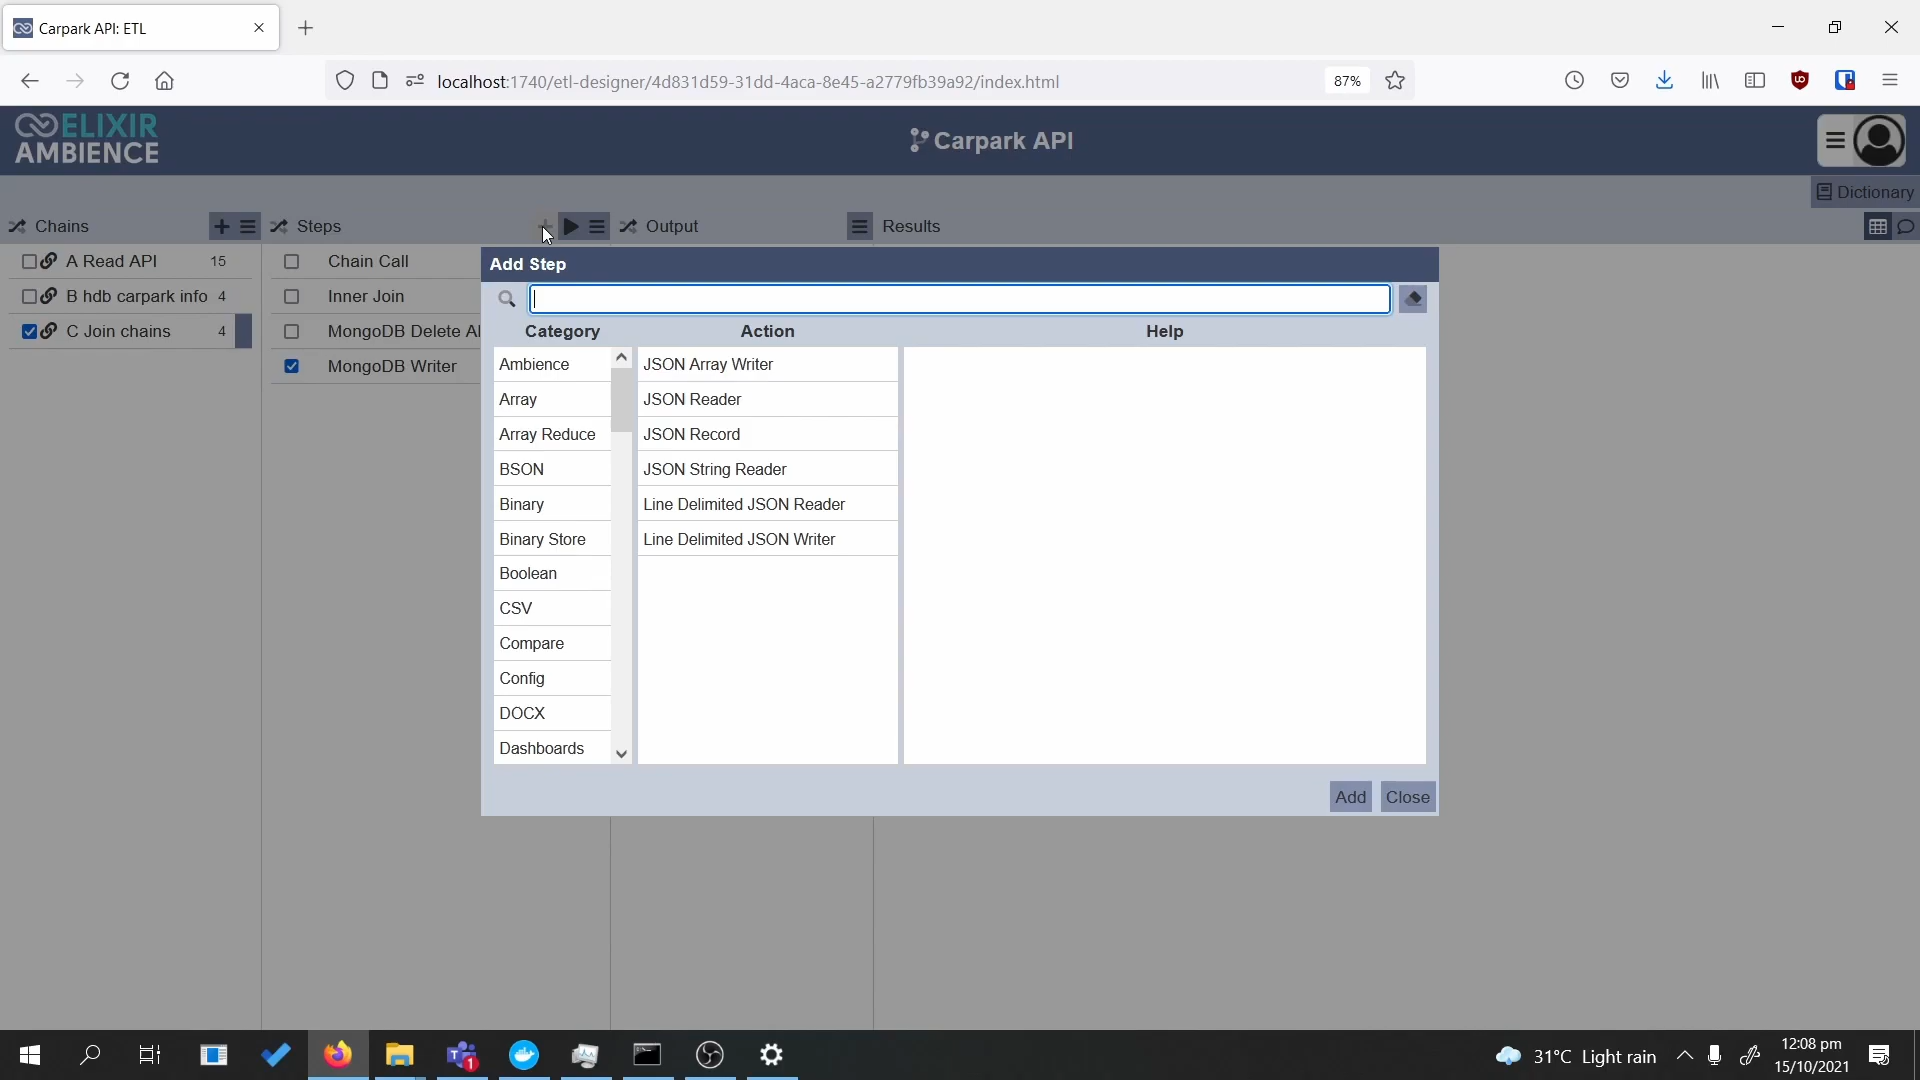 Carpark API: ETL
localhost:1740/etl-designer/4d831d59-31dd-4aca-8e45-a2779fb39a92/index.html
87%
ELIXIR
AMBIENCE
Carpark API
Dictionary
Chains
Steps
Output
Results
A Read API 15
B hdb carpark info 4
C Join chains 4
Chain Call
Inner Join
MongoDB Delete Al
MongoDB Writer
Add Step
Category
Action
Help
Ambience
Array
Array Reduce
BSON
Binary
Binary Store
Boolean
CSV
Compare
Config
DOCX
Dashboards
JSON Array Writer
JSON Reader
JSON Record
JSON String Reader
Line Delimited JSON Reader
Line Delimited JSON Writer
Add
Close
1
31°C Light rain
12:08 pm
15/10/2021